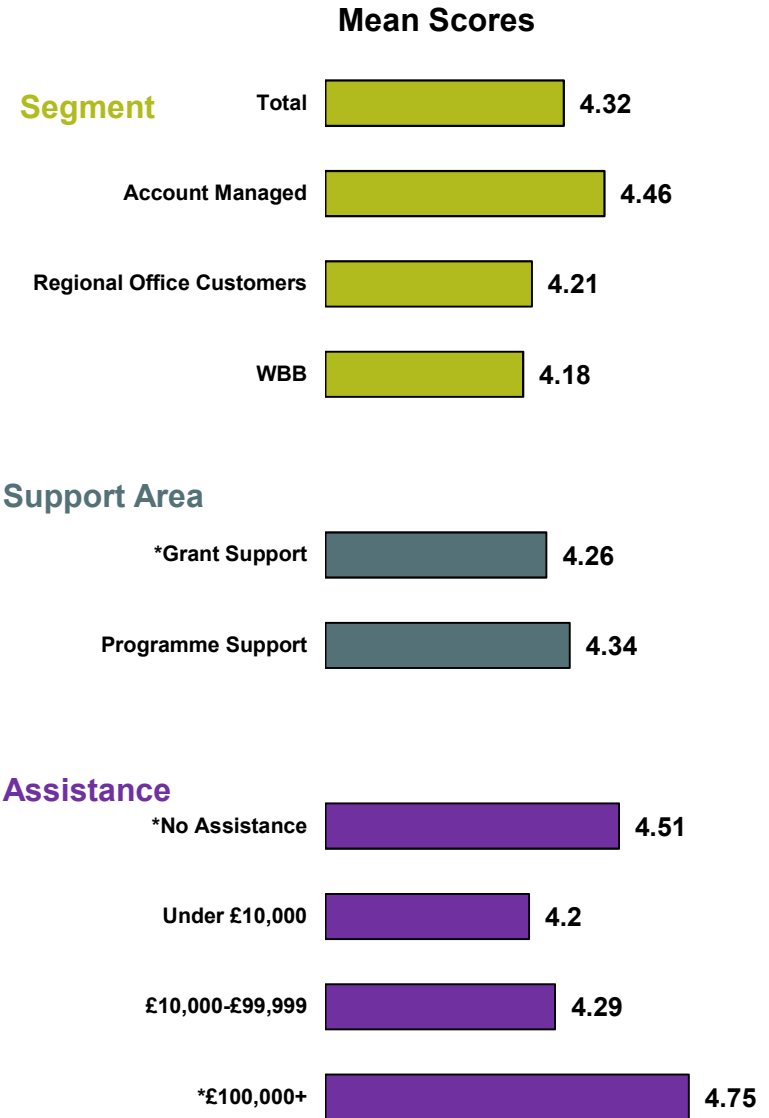 Mean Scores
Segment
Total 4.32
Account Managed 4.46
Regional Office Customers 4.21
WBB 4.18
Support Area
*Grant Support 4.26
Programme Support 4.34
Assistance
*No Assistance 4.51
Under £10,000 4.2
£10,000-£99,999 4.29
*£100,000+ 4.75